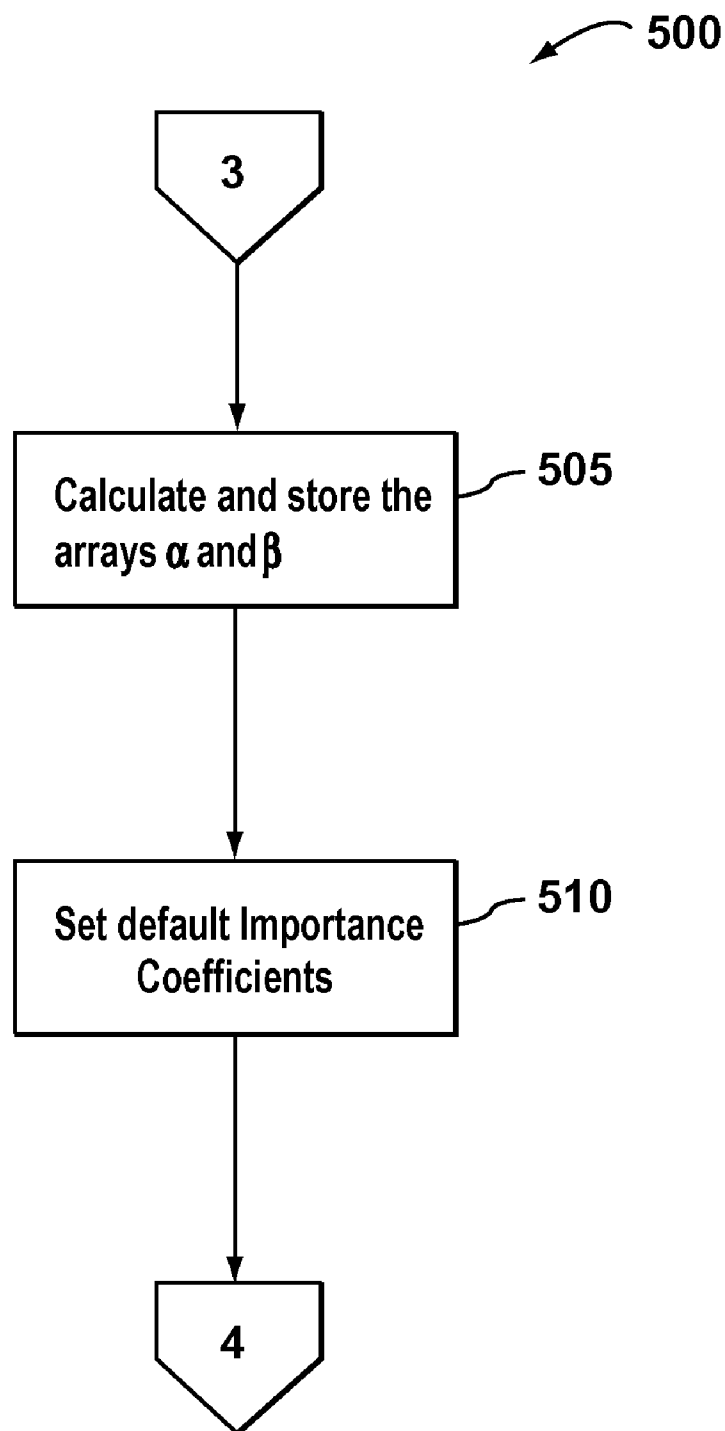 500
3
Calculate and store the
arrays α and β
505
Set default Importance
Coefficients
510
4